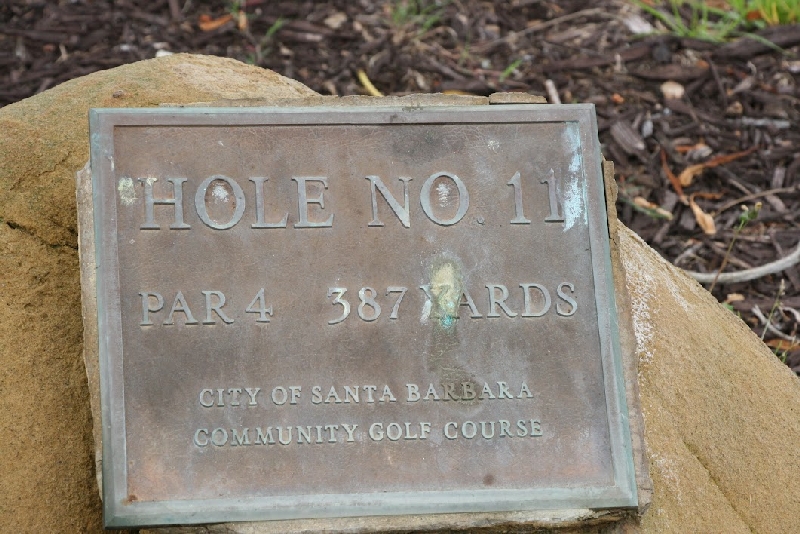 HOLE NO. 11
PAR 4 387 YARDS
CITY OF SANTA BARBARA
COMMUNITY GOLF COURSE